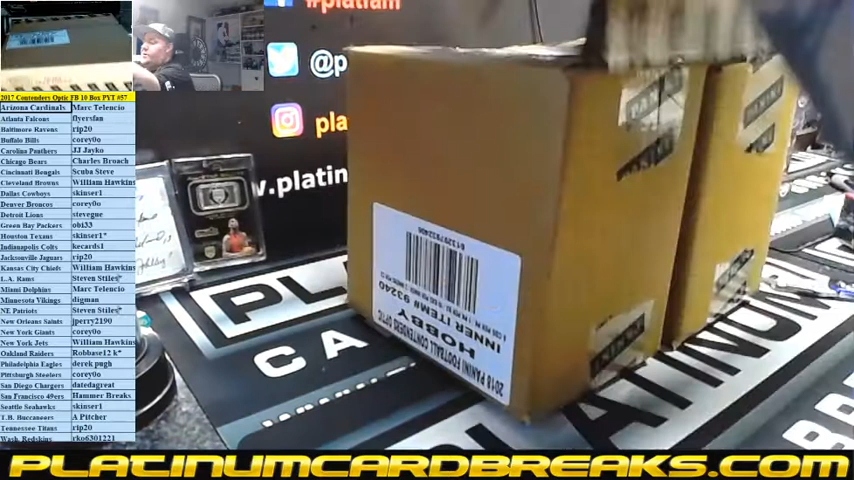 #platium
@p
plati
w.platinu
2017 Contenders Optic FB 10 Box PYT #57
Arizona Cardinals Marc Telencio
Atlanta Falcons flyersfan
Baltimore Ravens rip20
Buffalo Bills corey0o
Carolina Panthers JJ Jayko
Chicago Bears Charles Broach
Cincinnati Bengals Scuba Steve
Cleveland Browns William Hawkins
Dallas Cowboys skinser1
Denver Broncos corey0o
Detroit Lions stevegue
Green Bay Packers obi33
Houston Texans skinser1*
Indianapolis Colts kecards1
Jacksonville Jaguars rip20
Kansas City Chiefs William Hawkins
L.A. Rams Steven Stiles*
Miami Dolphins Marc Telencio
Minnesota Vikings digman
NE Patriots Steven Stiles*
New Orleans Saints jperry2190
New York Giants corey0o
New York Jets William Hawkins
Oakland Raiders Robbase12 k*
Philadelphia Eagles derek pugh
Pittsburgh Steelers corey0o
San Diego Chargers datedagreat
San Francisco 49ers Hammer Breaks
Seattle Seahawks skinser1
T.B. Buccaneers A Pitcher
Tennessee Titans rip20
Wash. Redskins rko6301221
PANINI
2018 PANINI FOOTBALL CONTENDERS OPTIC
HOBBY
INNER ITEM# 93240
PL
CAR
PLATINUM
PLATINUMCARDBREAKS.COM